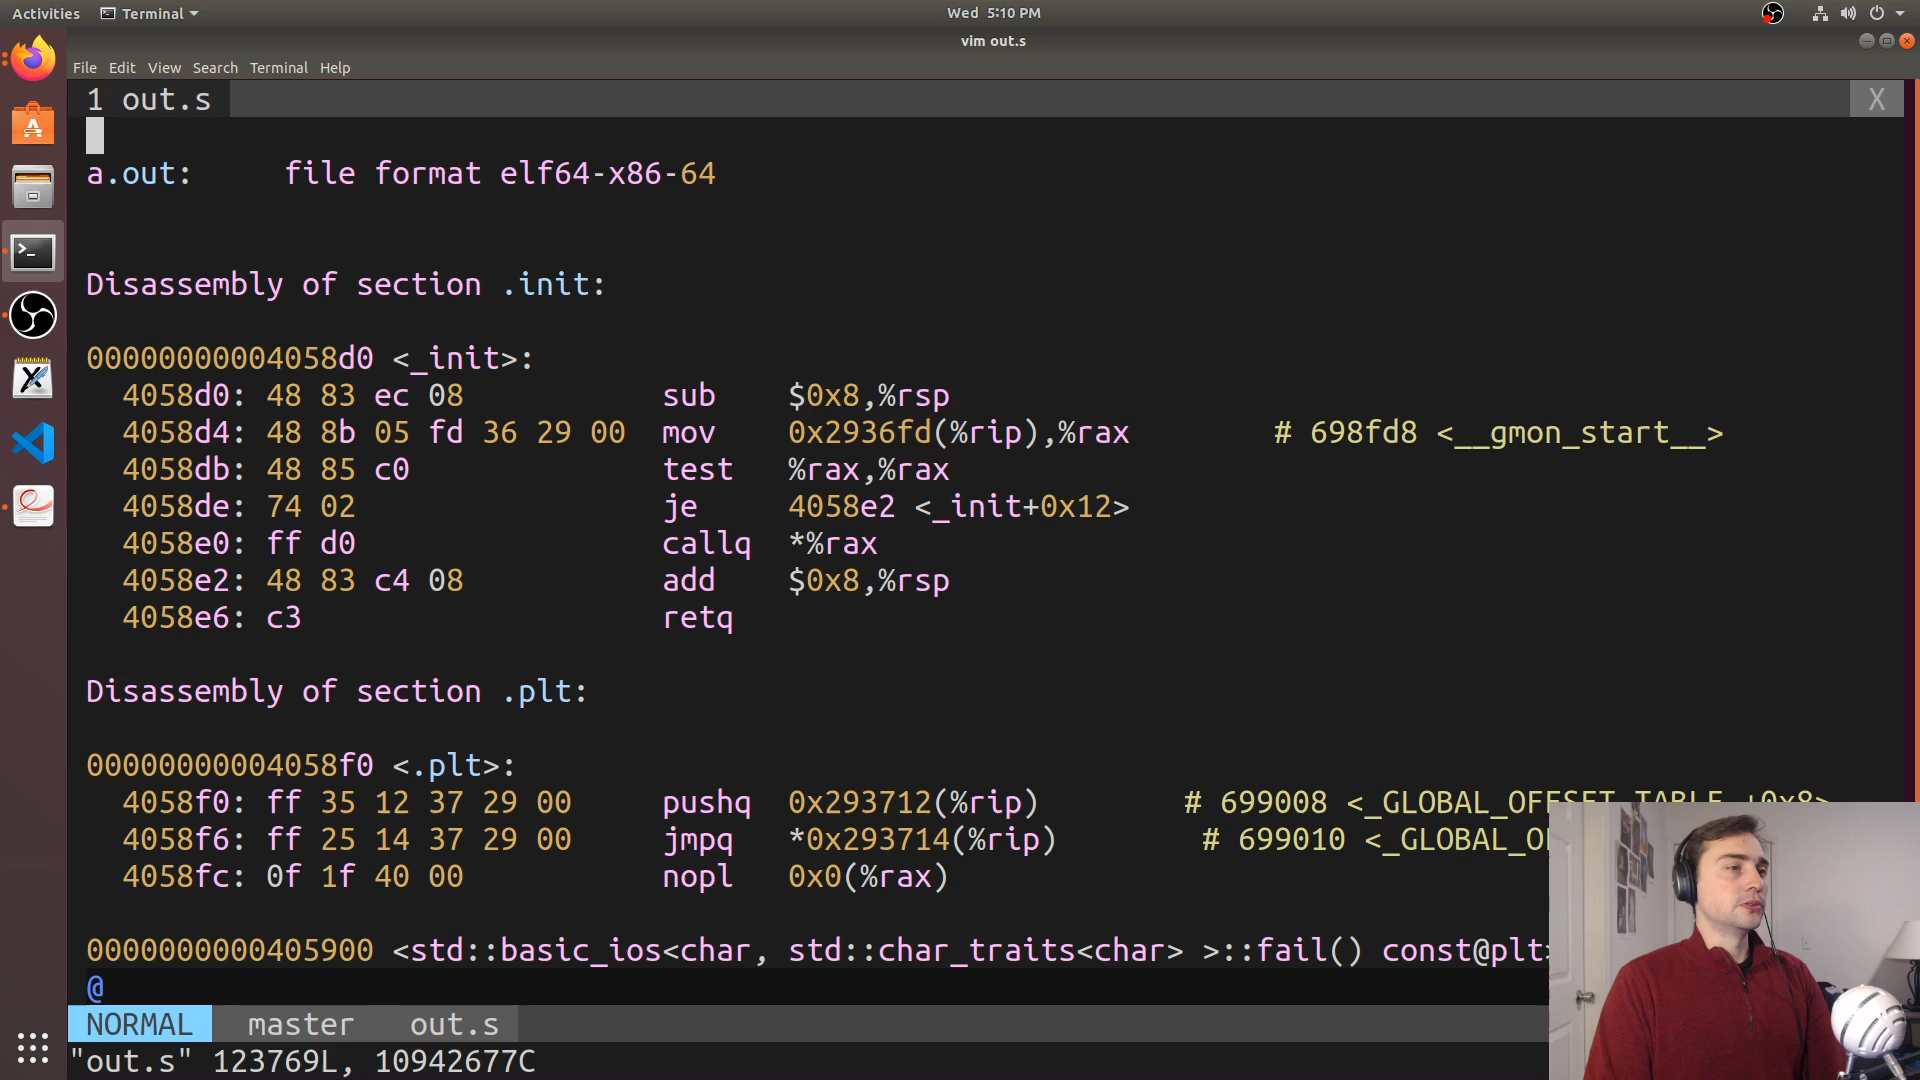 Activities Terminal Wed 5:10 PM
vim out.s
File Edit View Search Terminal Help
1 out.s X
a.out:     file format elf64-x86-64
Disassembly of section .init:
00000000004058d0 <_init>:
4058d0: 48 83 ec 08 sub $0x8,%rsp
4058d4: 48 8b 05 fd 36 29 00 mov 0x2936fd(%rip),%rax # 698fd8 <__gmon_start__>
4058db: 48 85 c0 test %rax,%rax
4058de: 74 02 je 4058e2 <_init+0x12>
4058e0: ff d0 callq *%rax
4058e2: 48 83 c4 08 add $0x8,%rsp
4058e6: c3 retq
Disassembly of section .plt:
00000000004058f0 <.plt>:
4058f0: ff 35 12 37 29 00 pushq 0x293712(%rip) # 699008 <_GLOBAL_OFFSET_TABLE_+0x8>
4058f6: ff 25 14 37 29 00 jmpq *0x293714(%rip) # 699010 <_GLOBAL_O
4058fc: 0f 1f 40 00 nopl 0x0(%rax)
0000000000405900 <std::basic_ios<char, std::char_traits<char> >::fail() const@plt>
@
NORMAL master out.s
"out.s" 123769L, 10942677C